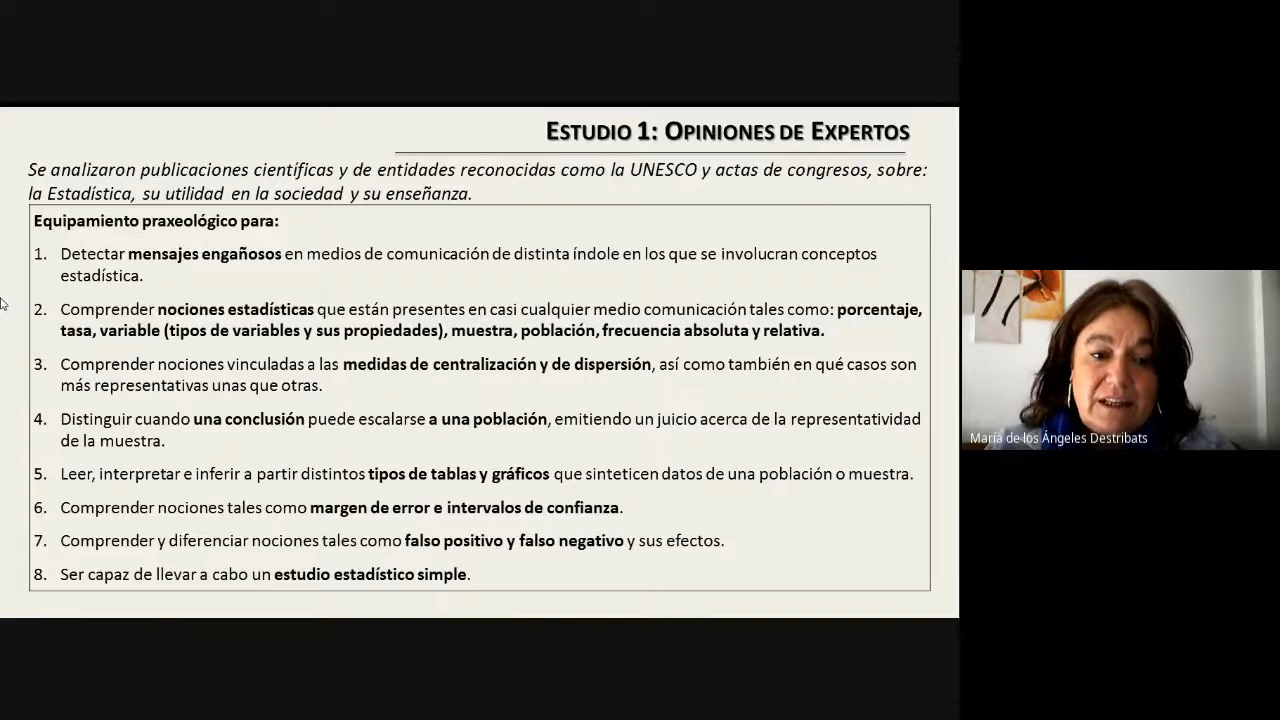 ESTUDIO 1: OPINIONES DE EXPERTOS
Se analizaron publicaciones científicas y de entidades reconocidas como la UNESCO y actas de congresos, sobre:
la Estadística, su utilidad en la sociedad y su enseñanza.
Equipamiento praxeológico para:
1. Detectar mensajes engañosos en medios de comunicación de distinta índole en los que se involucran conceptos
estadística.
2. Comprender nociones estadísticas que están presentes en casi cualquier medio comunicación tales como: porcentaje,
tasa, variable (tipos de variables y sus propiedades), muestra, población, frecuencia absoluta y relativa.
3. Comprender nociones vinculadas a las medidas de centralización y de dispersión, así como también en qué casos son
más representativas unas que otras.
4. Distinguir cuando una conclusión puede escalarse a una población, emitiendo un juicio acerca de la representatividad
de la muestra.
5. Leer, interpretar e inferir a partir distintos tipos de tablas y gráficos que sinteticen datos de una población o muestra.
6. Comprender nociones tales como margen de error e intervalos de confianza.
7. Comprender y diferenciar nociones tales como falso positivo y falso negativo y sus efectos.
8. Ser capaz de llevar a cabo un estudio estadístico simple.
María de los Ángeles Destribats